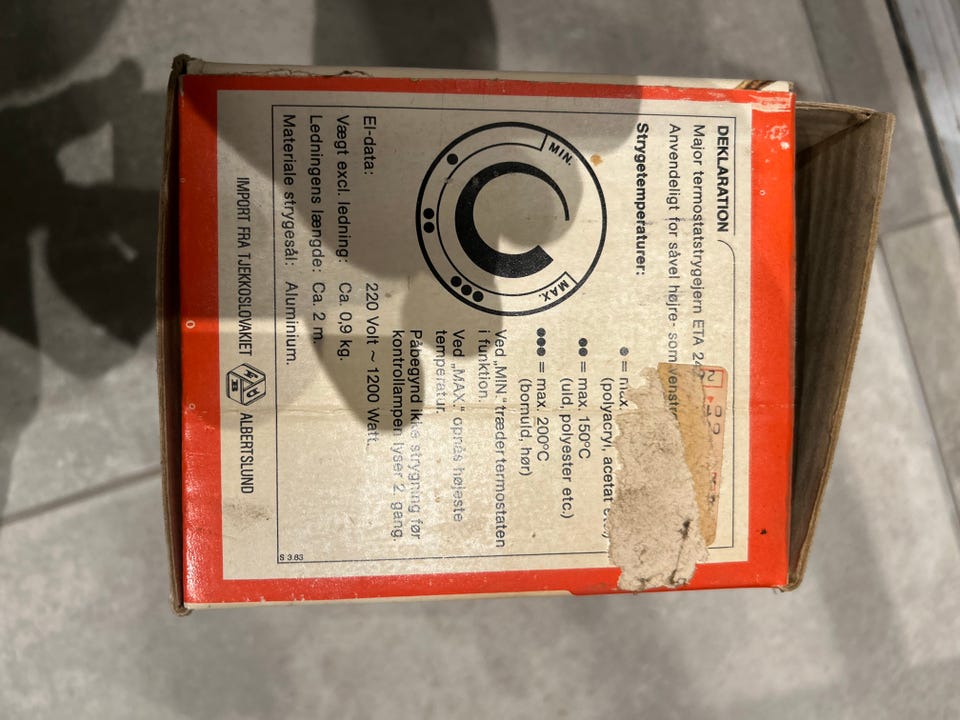 DEKLARATION
Major termostatstrygejern ETA
Anvendeligt for såvel højre- som venstre
Strygetemperaturer:
MIN.
MAX.
● = max.
(polyacryl, acetat etc.)
●● = max. 150°C
(uld, polyester etc.)
●●● = max. 200°C
(bomuld, hør)
Ved „MIN.“ træder termostaten
i funktion.
Ved „MAX.“ opnås højeste
temperatur.
Påbegynd ikke strygning før
kontrollampen lyser 2. gang.
El-data: 220 Volt ~ 1200 Watt.
Vægt excl. ledning: Ca. 0,9 kg.
Ledningens længde: Ca. 2 m.
Materiale strygesål: Aluminium.
S 3.83
IMPORT FRA TJEKKOSLOVAKIET ALBERTSLUND